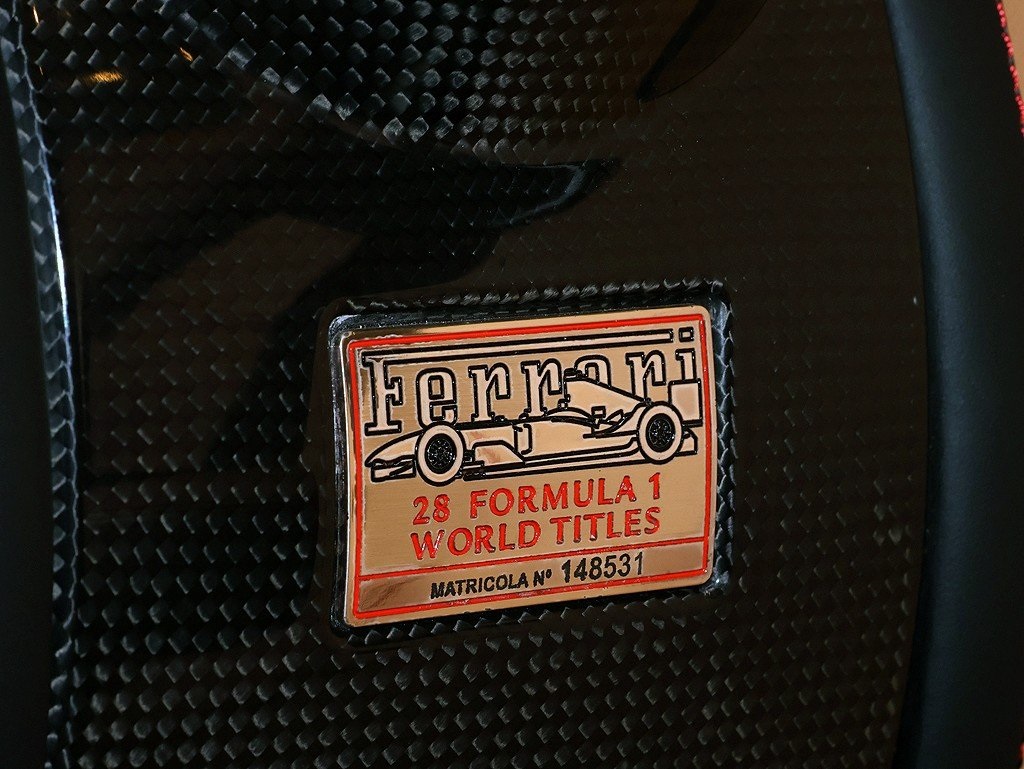 Ferrari
28 FORMULA 1
WORLD TITLES
MATRICOLA Nº 148531